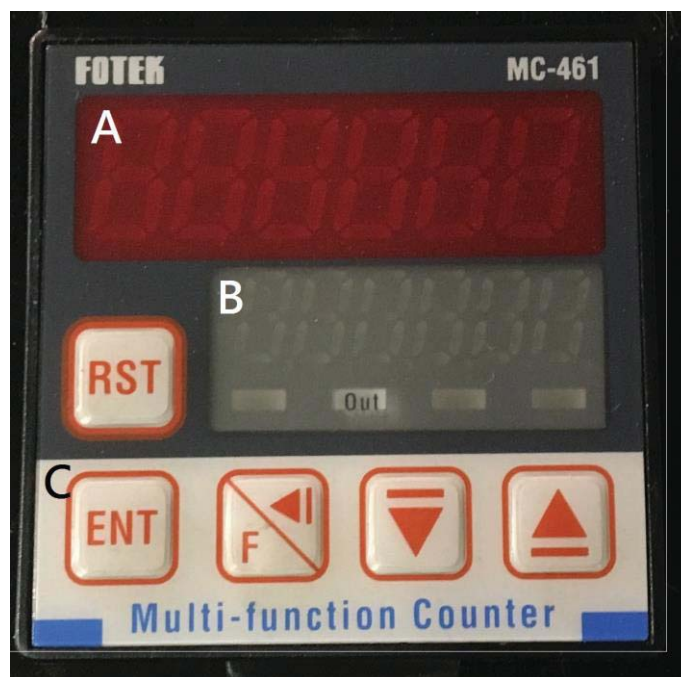 FOTEK MC-461
A
B
RST
Out
C
ENT F
Multi-function Counter